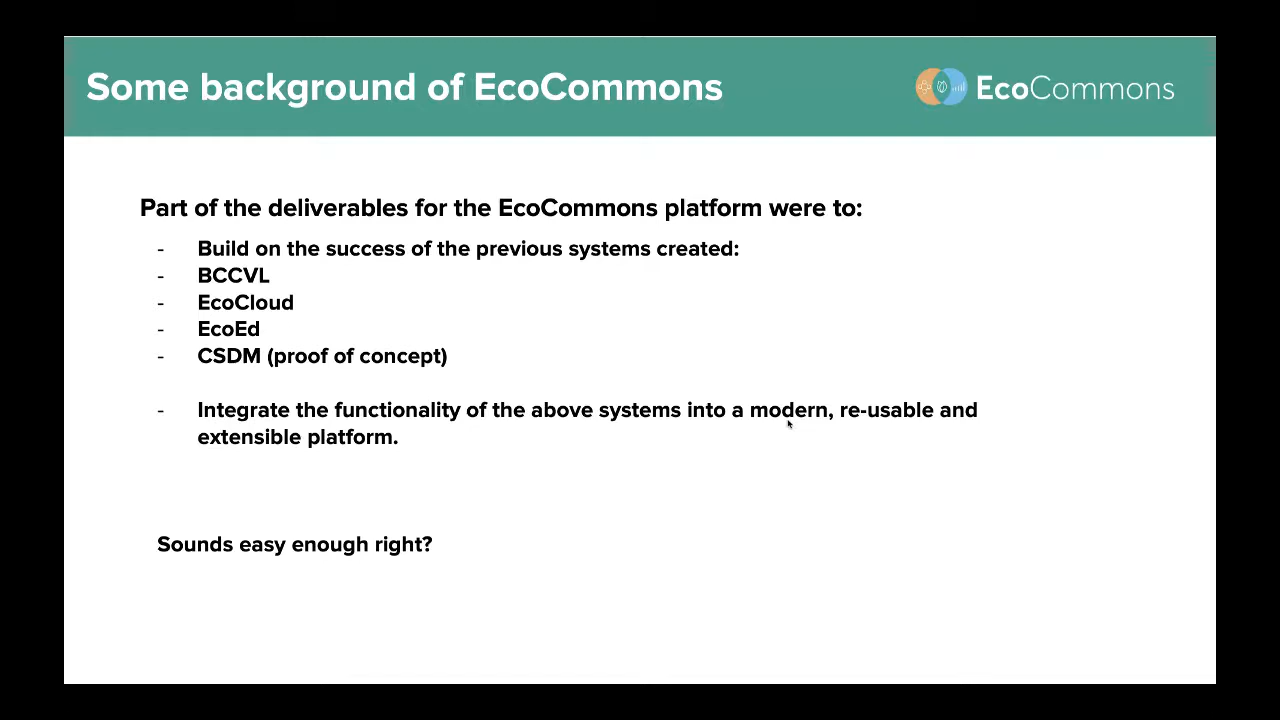 Some background of EcoCommons
EcoCommons
Part of the deliverables for the EcoCommons platform were to:
- Build on the success of the previous systems created:
- BCCVL
- EcoCloud
- EcoEd
- CSDM (proof of concept)
- Integrate the functionality of the above systems into a modern, re-usable and
extensible platform.
Sounds easy enough right?